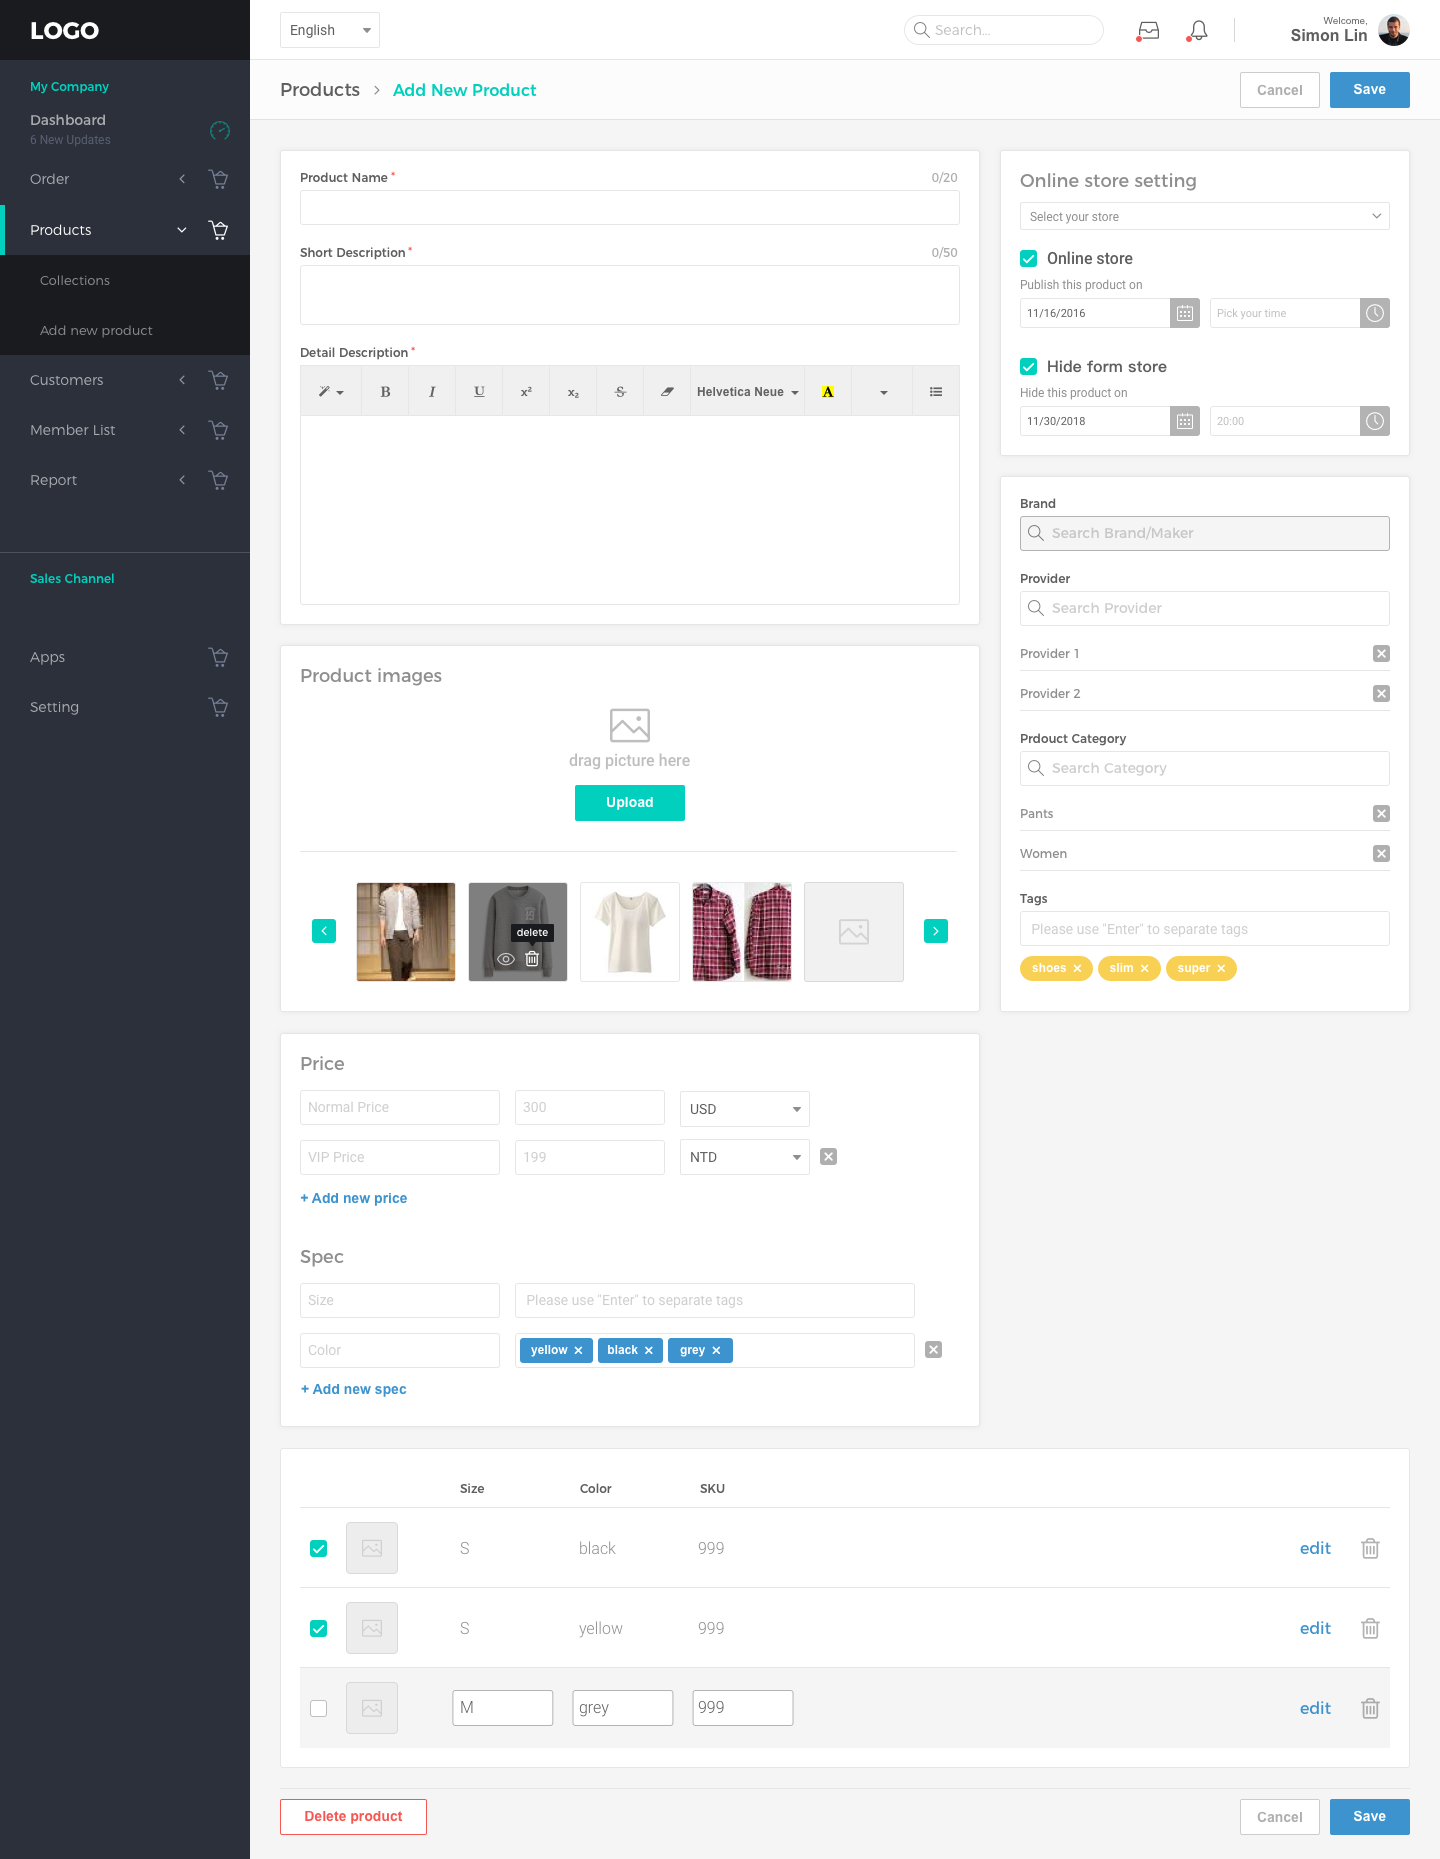 LOGO
English
Search...
Welcome,
Simon Lin
My Company
Dashboard
6 New Updates
Order
Products
Collections
Add new product
Customers
Member List
Report
Sales Channel
Apps
Setting
Products > Add New Product
Cancel
Save
Product Name *
0/20
Short Description *
0/50
Detail Description *
B I U x² x₂ S Helvetica Neue A
Product images
drag picture here
Upload
delete
Online store setting
Select your store
Online store
Publish this product on
11/16/2016
Pick your time
Hide form store
Hide this product on
11/30/2018
20:00
Brand
Search Brand/Maker
Provider
Search Provider
Provider 1
Provider 2
Prdouct Category
Search Category
Pants
Women
Tags
Please use "Enter" to separate tags
shoes × slim × super ×
Price
Normal Price 300 USD
VIP Price 199 NTD
+ Add new price
Spec
Size Please use "Enter" to separate tags
Color yellow × black × grey ×
+ Add new spec
Size Color SKU
S black 999 edit
S yellow 999 edit
M grey 999 edit
Delete product
Cancel
Save